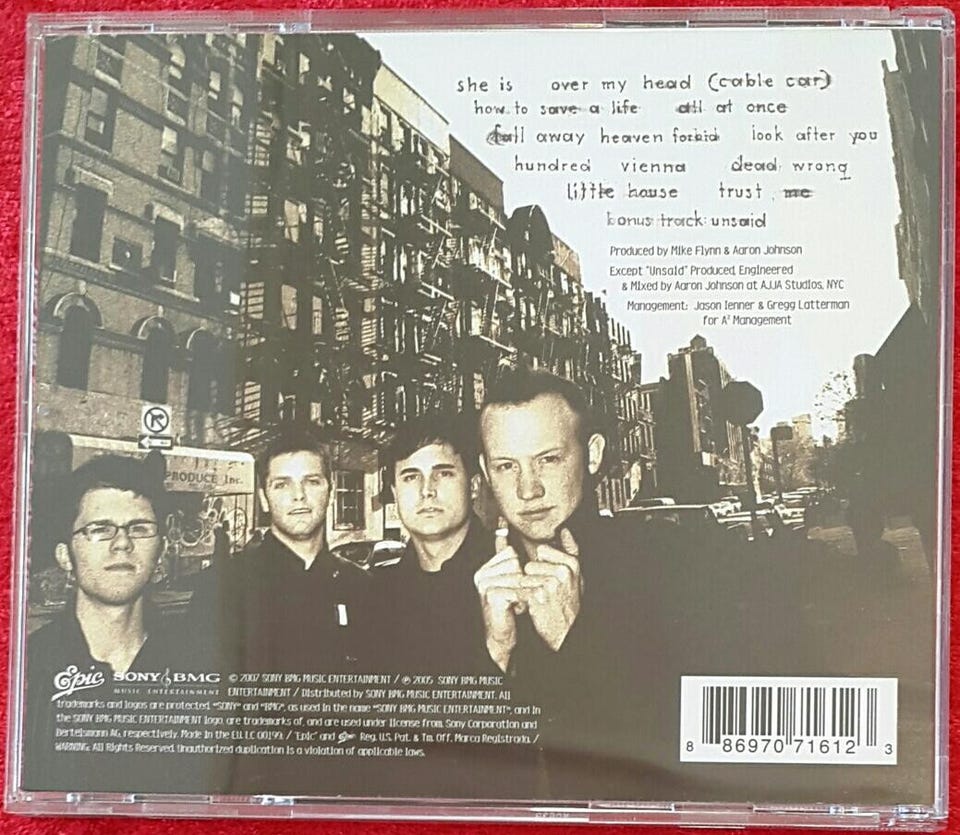 she is over my head (cable car)
how to save a life all at once
fall away heaven forbid look after you
hundred vienna dead wrong
little house trust me
bonus track: unsaid
Produced by Mike Flynn & Aaron Johnson
Except "Unsaid" Produced, Engineered
& Mixed by Aaron Johnson at AJJA Studios, NYC
Management: Jason Ienner & Gregg Latterman
for A² Management
PRODUCE Inc.
Epic SONY BMG © 2007 SONY BMG MUSIC ENTERTAINMENT / ℗ 2005 SONY BMG MUSIC
MUSIC ENTERTAINMENT ENTERTAINMENT / Distributed by SONY BMG MUSIC ENTERTAINMENT. All
trademarks and logos are protected. "SONY" and "BMG", as used in the name "SONY BMG MUSIC ENTERTAINMENT", and in
the SONY BMG MUSIC ENTERTAINMENT logo, are trademarks of, and are used under license from, Sony Corporation and
Bertelsmann AG, respectively. Made in the EU. LC 00199. / "Epic" and Epic Reg. U.S. Pat. & Tm. Off. Marca Registrada. /
WARNING: All Rights Reserved. Unauthorized duplication is a violation of applicable laws.
8 86970 71612 3